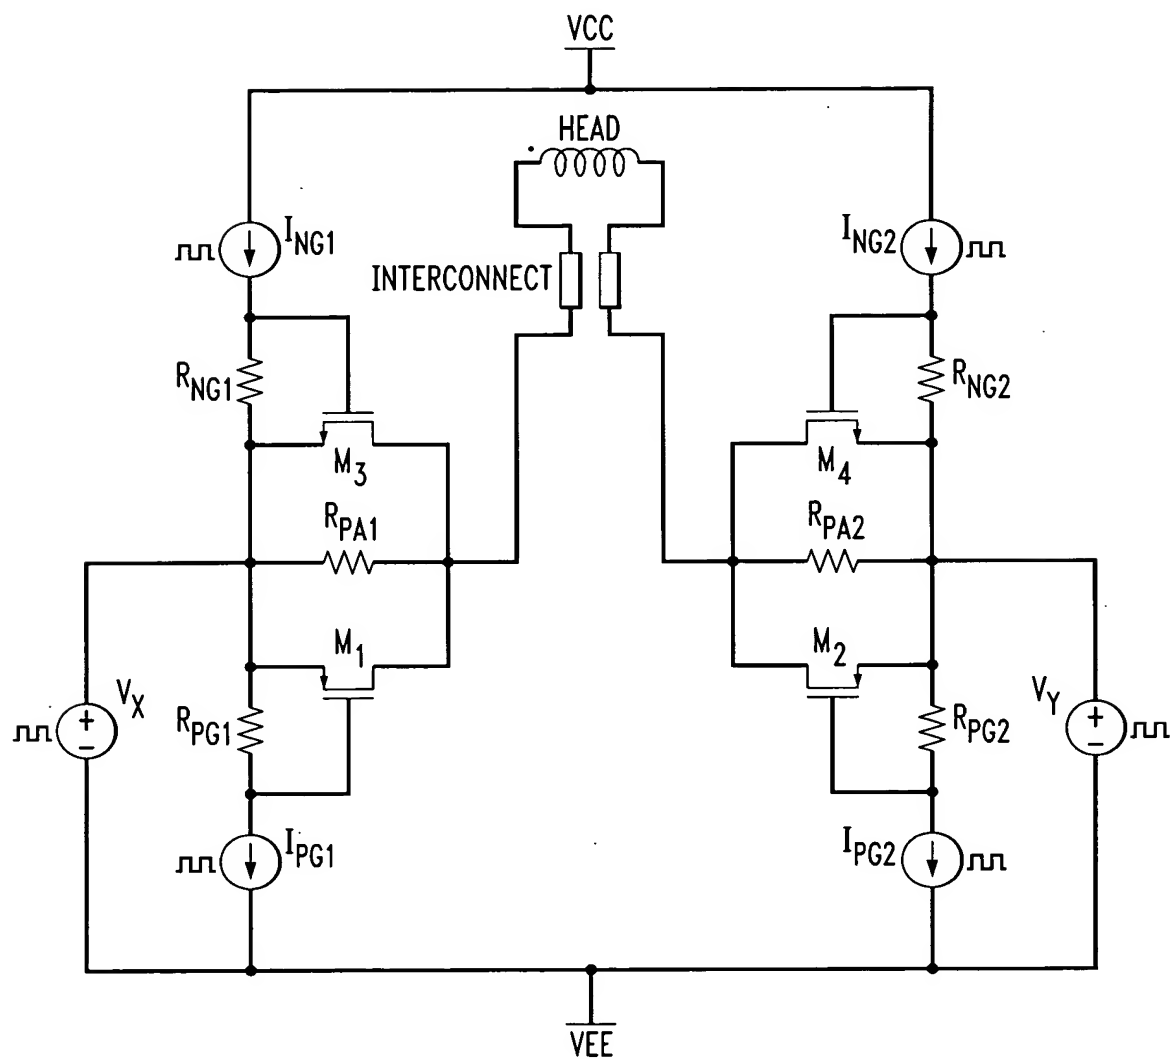 VCC
HEAD
I_NG1
I_NG2
INTERCONNECT
R_NG1
R_NG2
M_3
M_4
R_PA1
R_PA2
M_1
M_2
V_X
V_Y
R_PG1
R_PG2
I_PG1
I_PG2
VEE